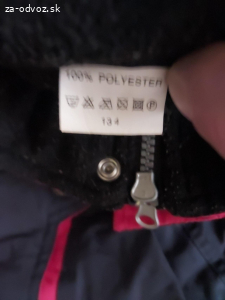 za-odvoz.sk
100% POLYESTER
134